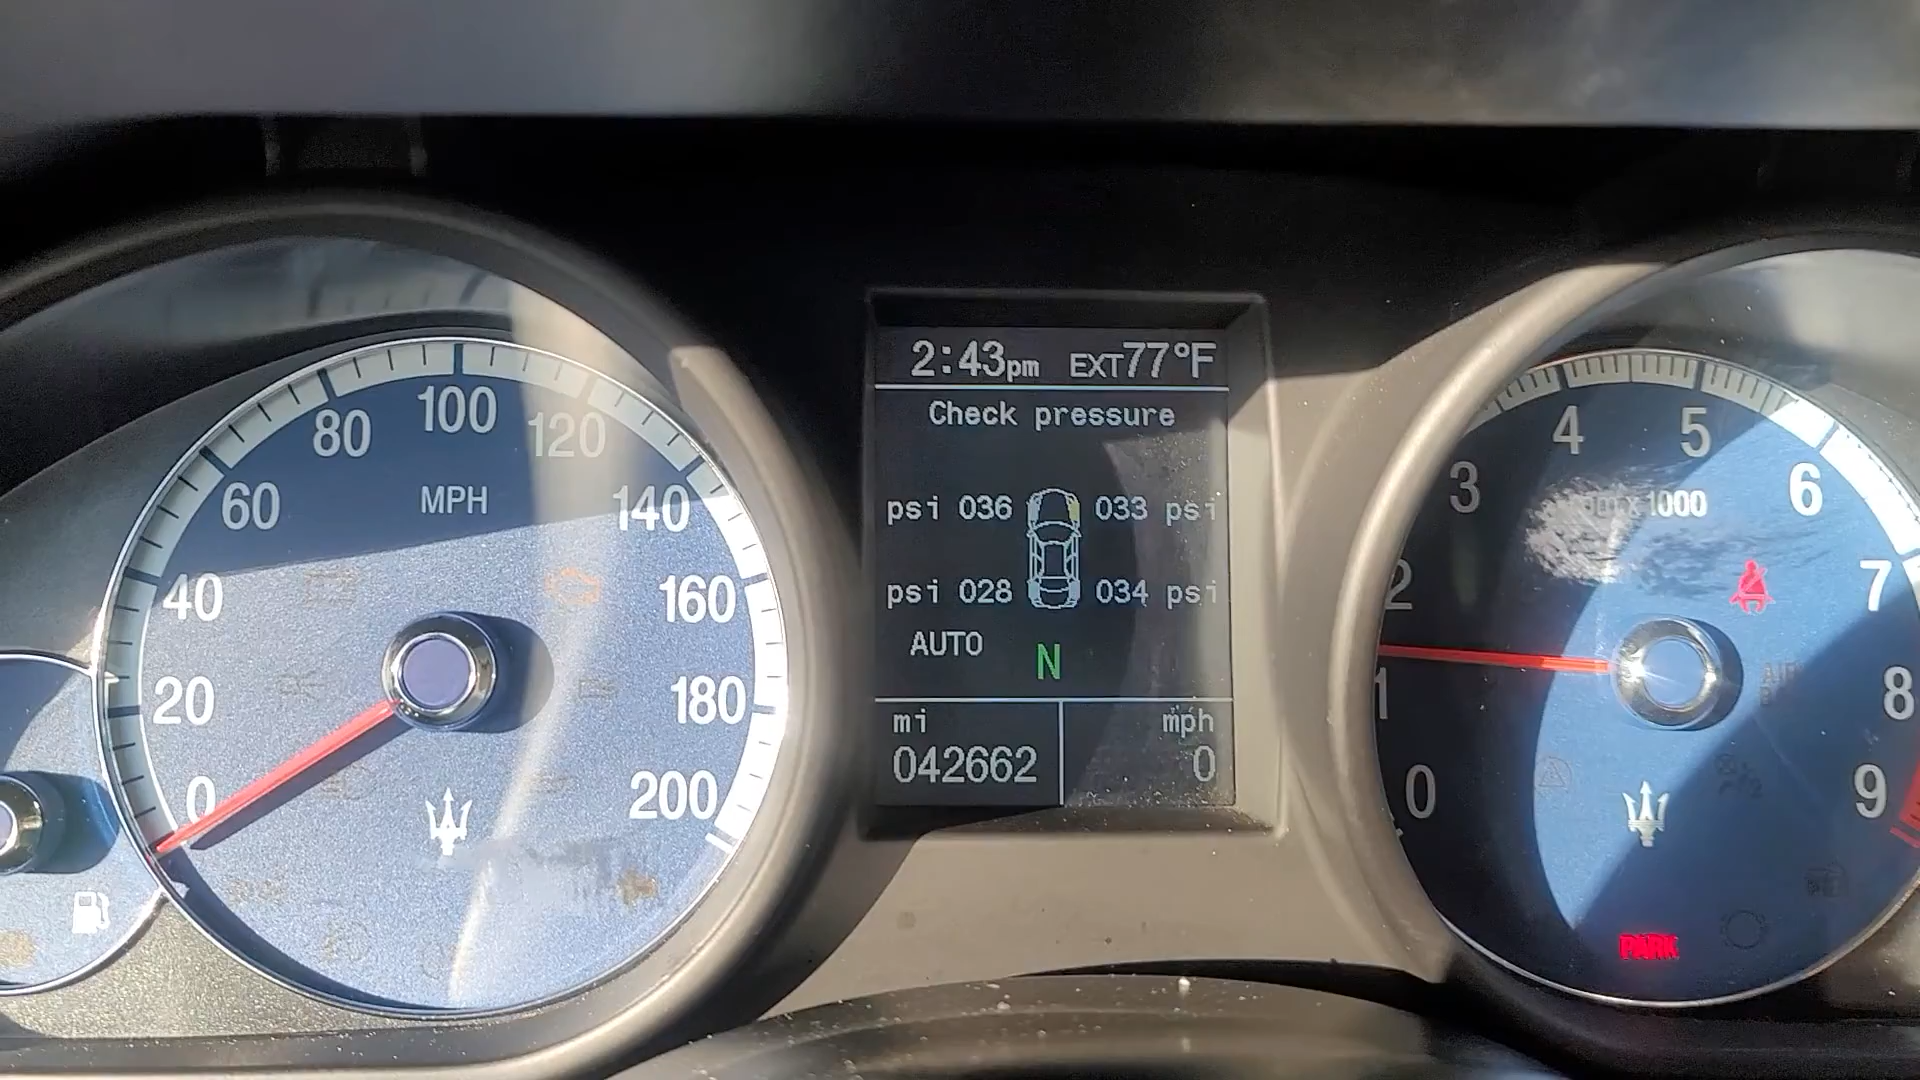 2:43pm EXT77°F
Check pressure
psi 036 033 psi
psi 028 034 psi
AUTO N
mi mph
042662 0
0
20
40
60
80
100
120
140
160
180
200
MPH
0
1
2
3
4
5
6
7
8
9
x 1000
PARK